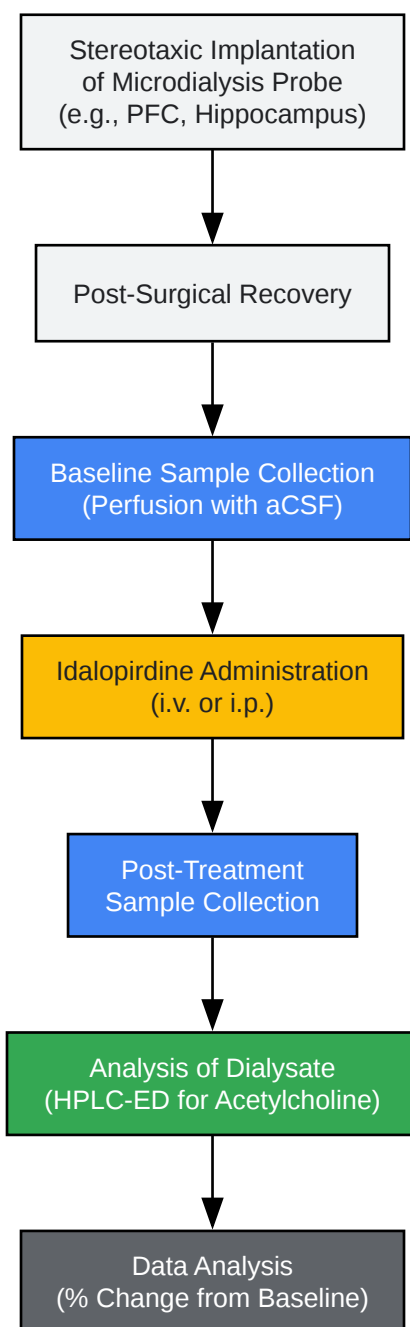 Stereotaxic Implantation
of Microdialysis Probe
(e.g., PFC, Hippocampus)
Post-Surgical Recovery
Baseline Sample Collection
(Perfusion with aCSF)
Idalopirdine Administration
(i.v. or i.p.)
Post-Treatment
Sample Collection
Analysis of Dialysate
(HPLC-ED for Acetylcholine)
Data Analysis
(% Change from Baseline)